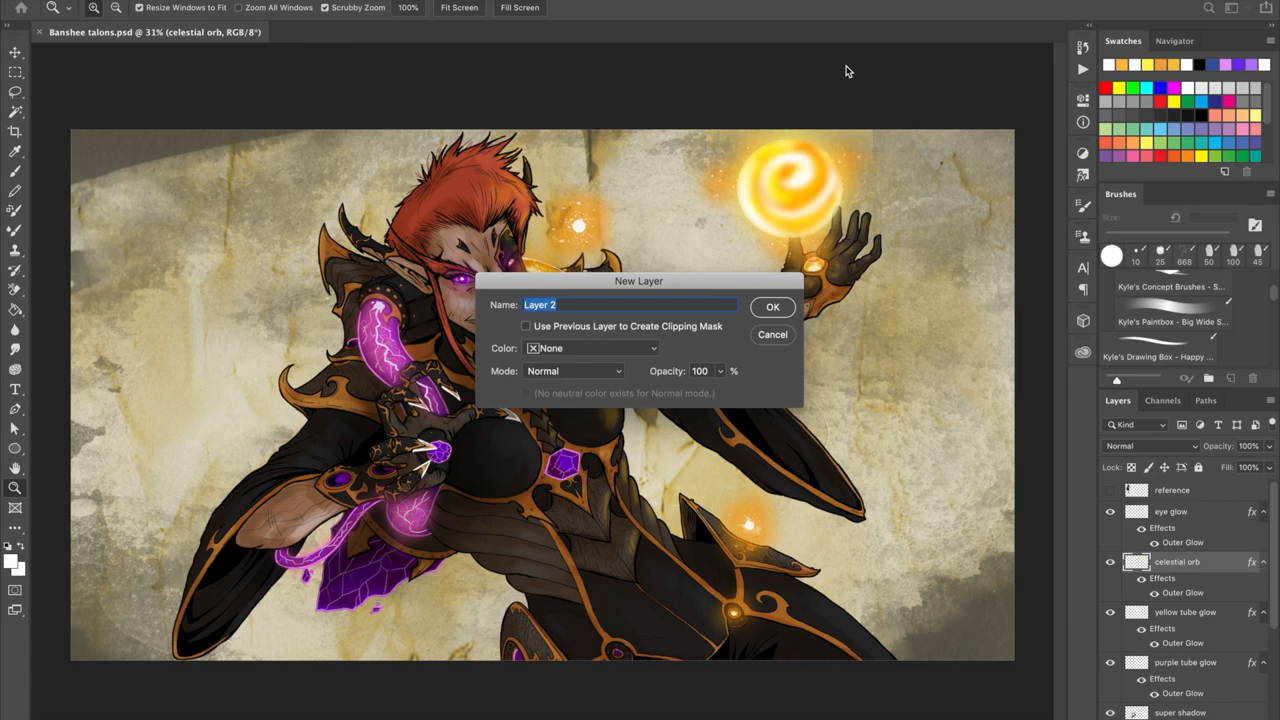 Resize Windows to Fit Zoom All Windows Scrubby Zoom 100% Fit Screen Fill Screen
× Banshee talons.psd @ 31% (celestial orb, RGB/8*)
Swatches Navigator
Brushes
Size:
10 25 668 50 100 45
Kyle's Concept Brushes - S...
Kyle's Paintbox - Big Wide S...
Kyle's Drawing Box - Happy ...
New Layer
Name: Layer 2 OK
Use Previous Layer to Create Clipping Mask
Cancel
Color: None
Mode: Normal Opacity: 100 %
(No neutral color exists for Normal mode.)
Layers Channels Paths
Kind
Normal Opacity: 100%
Lock: Fill: 100%
reference
eye glow fx
Effects
Outer Glow
celestial orb fx
Effects
Outer Glow
yellow tube glow fx
Effects
Outer Glow
purple tube glow fx
Effects
Outer Glow
super shadow